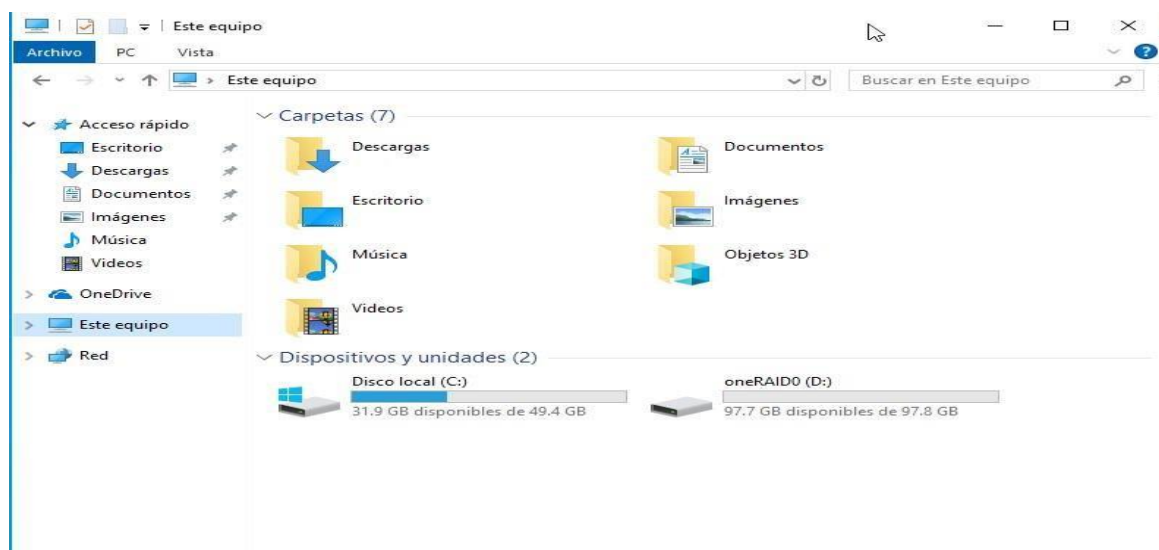 Este equipo
Archivo PC Vista
Este equipo
Buscar en Este equipo
Acceso rápido
Escritorio
Descargas
Documentos
Imágenes
Música
Videos
OneDrive
Este equipo
Red
Carpetas (7)
Descargas
Documentos
Escritorio
Imágenes
Música
Objetos 3D
Videos
Dispositivos y unidades (2)
Disco local (C:)
31.9 GB disponibles de 49.4 GB
oneRAID0 (D:)
97.7 GB disponibles de 97.8 GB